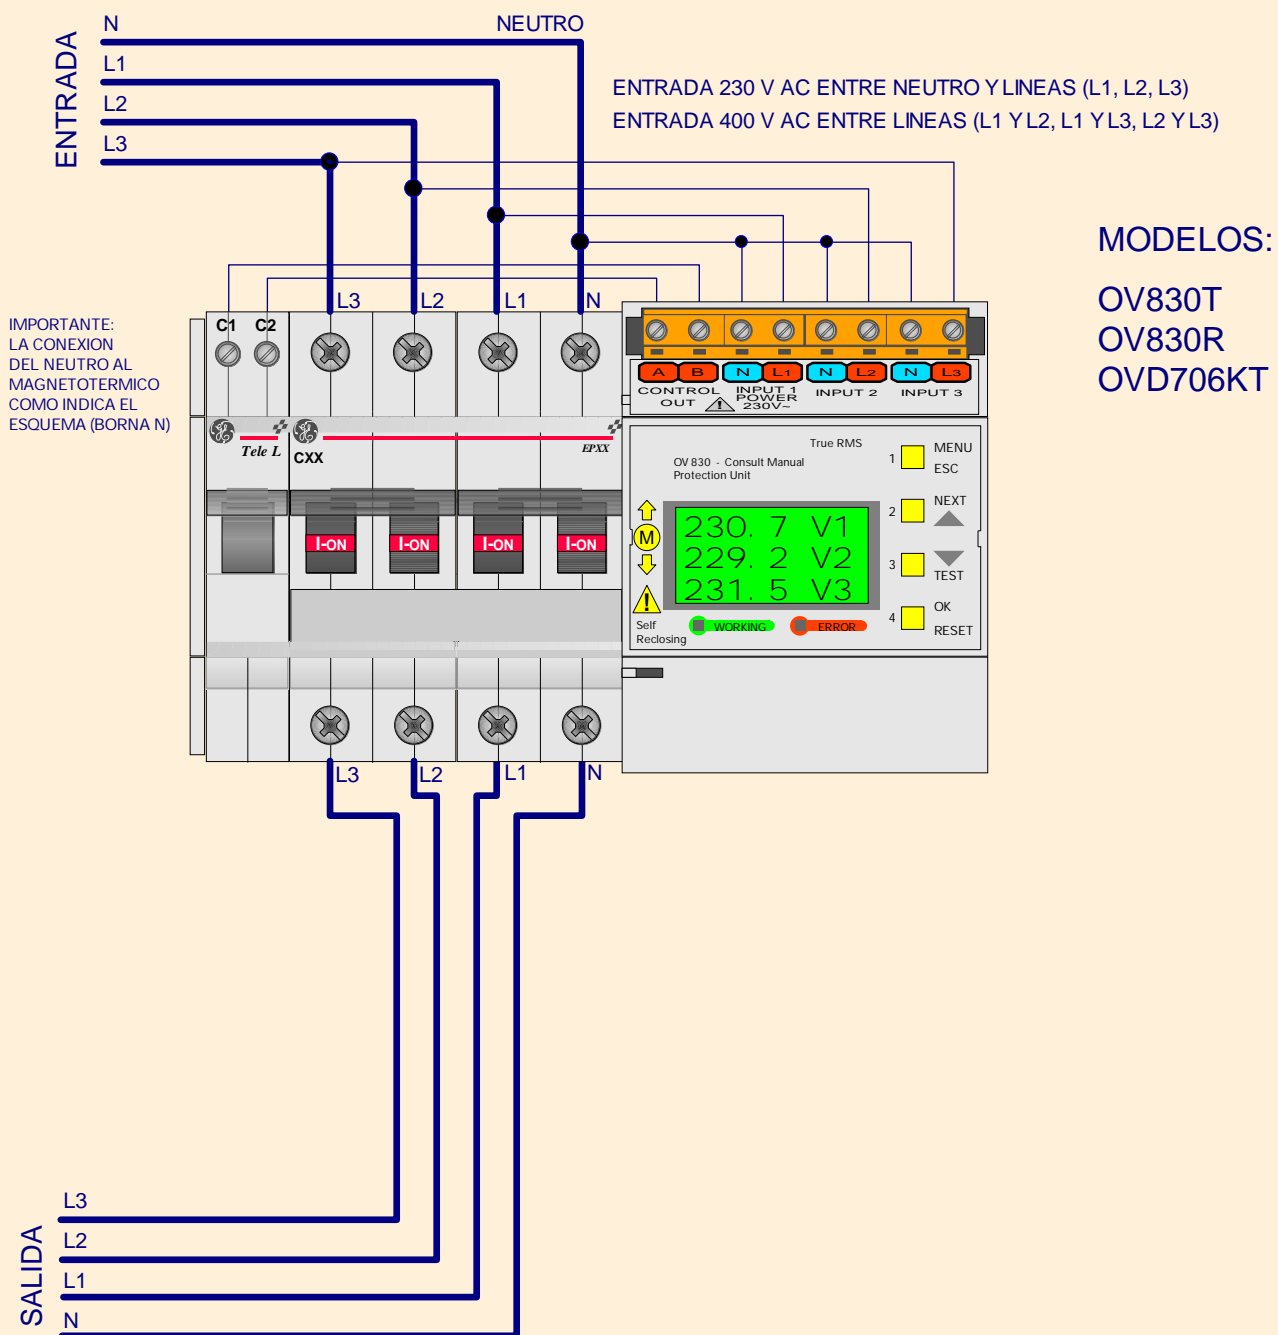 ENTRADA
N
NEUTRO
L1
L2
L3
ENTRADA 230 V AC ENTRE NEUTRO Y LINEAS (L1, L2, L3)
ENTRADA 400 V AC ENTRE LINEAS (L1 Y L2, L1 Y L3, L2 Y L3)
MODELOS:
OV830T
OV830R
OVD706KT
IMPORTANTE:
LA CONEXION
DEL NEUTRO AL
MAGNETOTERMICO
COMO INDICA EL
ESQUEMA (BORNA N)
L3 L2 L1 N
C1 C2
A B N L1 N L2 N L3
CONTROL OUT
INPUT 1 POWER 230V~
INPUT 2
INPUT 3
Tele L
CXX
EPXX
I-ON I-ON I-ON I-ON
True RMS
OV 830 - Consult Manual
Protection Unit
M
230. 7 V1
229. 2 V2
231. 5 V3
Self
Reclosing
WORKING
ERROR
1 MENU
ESC
2 NEXT
3 TEST
4 OK
RESET
L3 L2 L1 N
SALIDA
L3
L2
L1
N